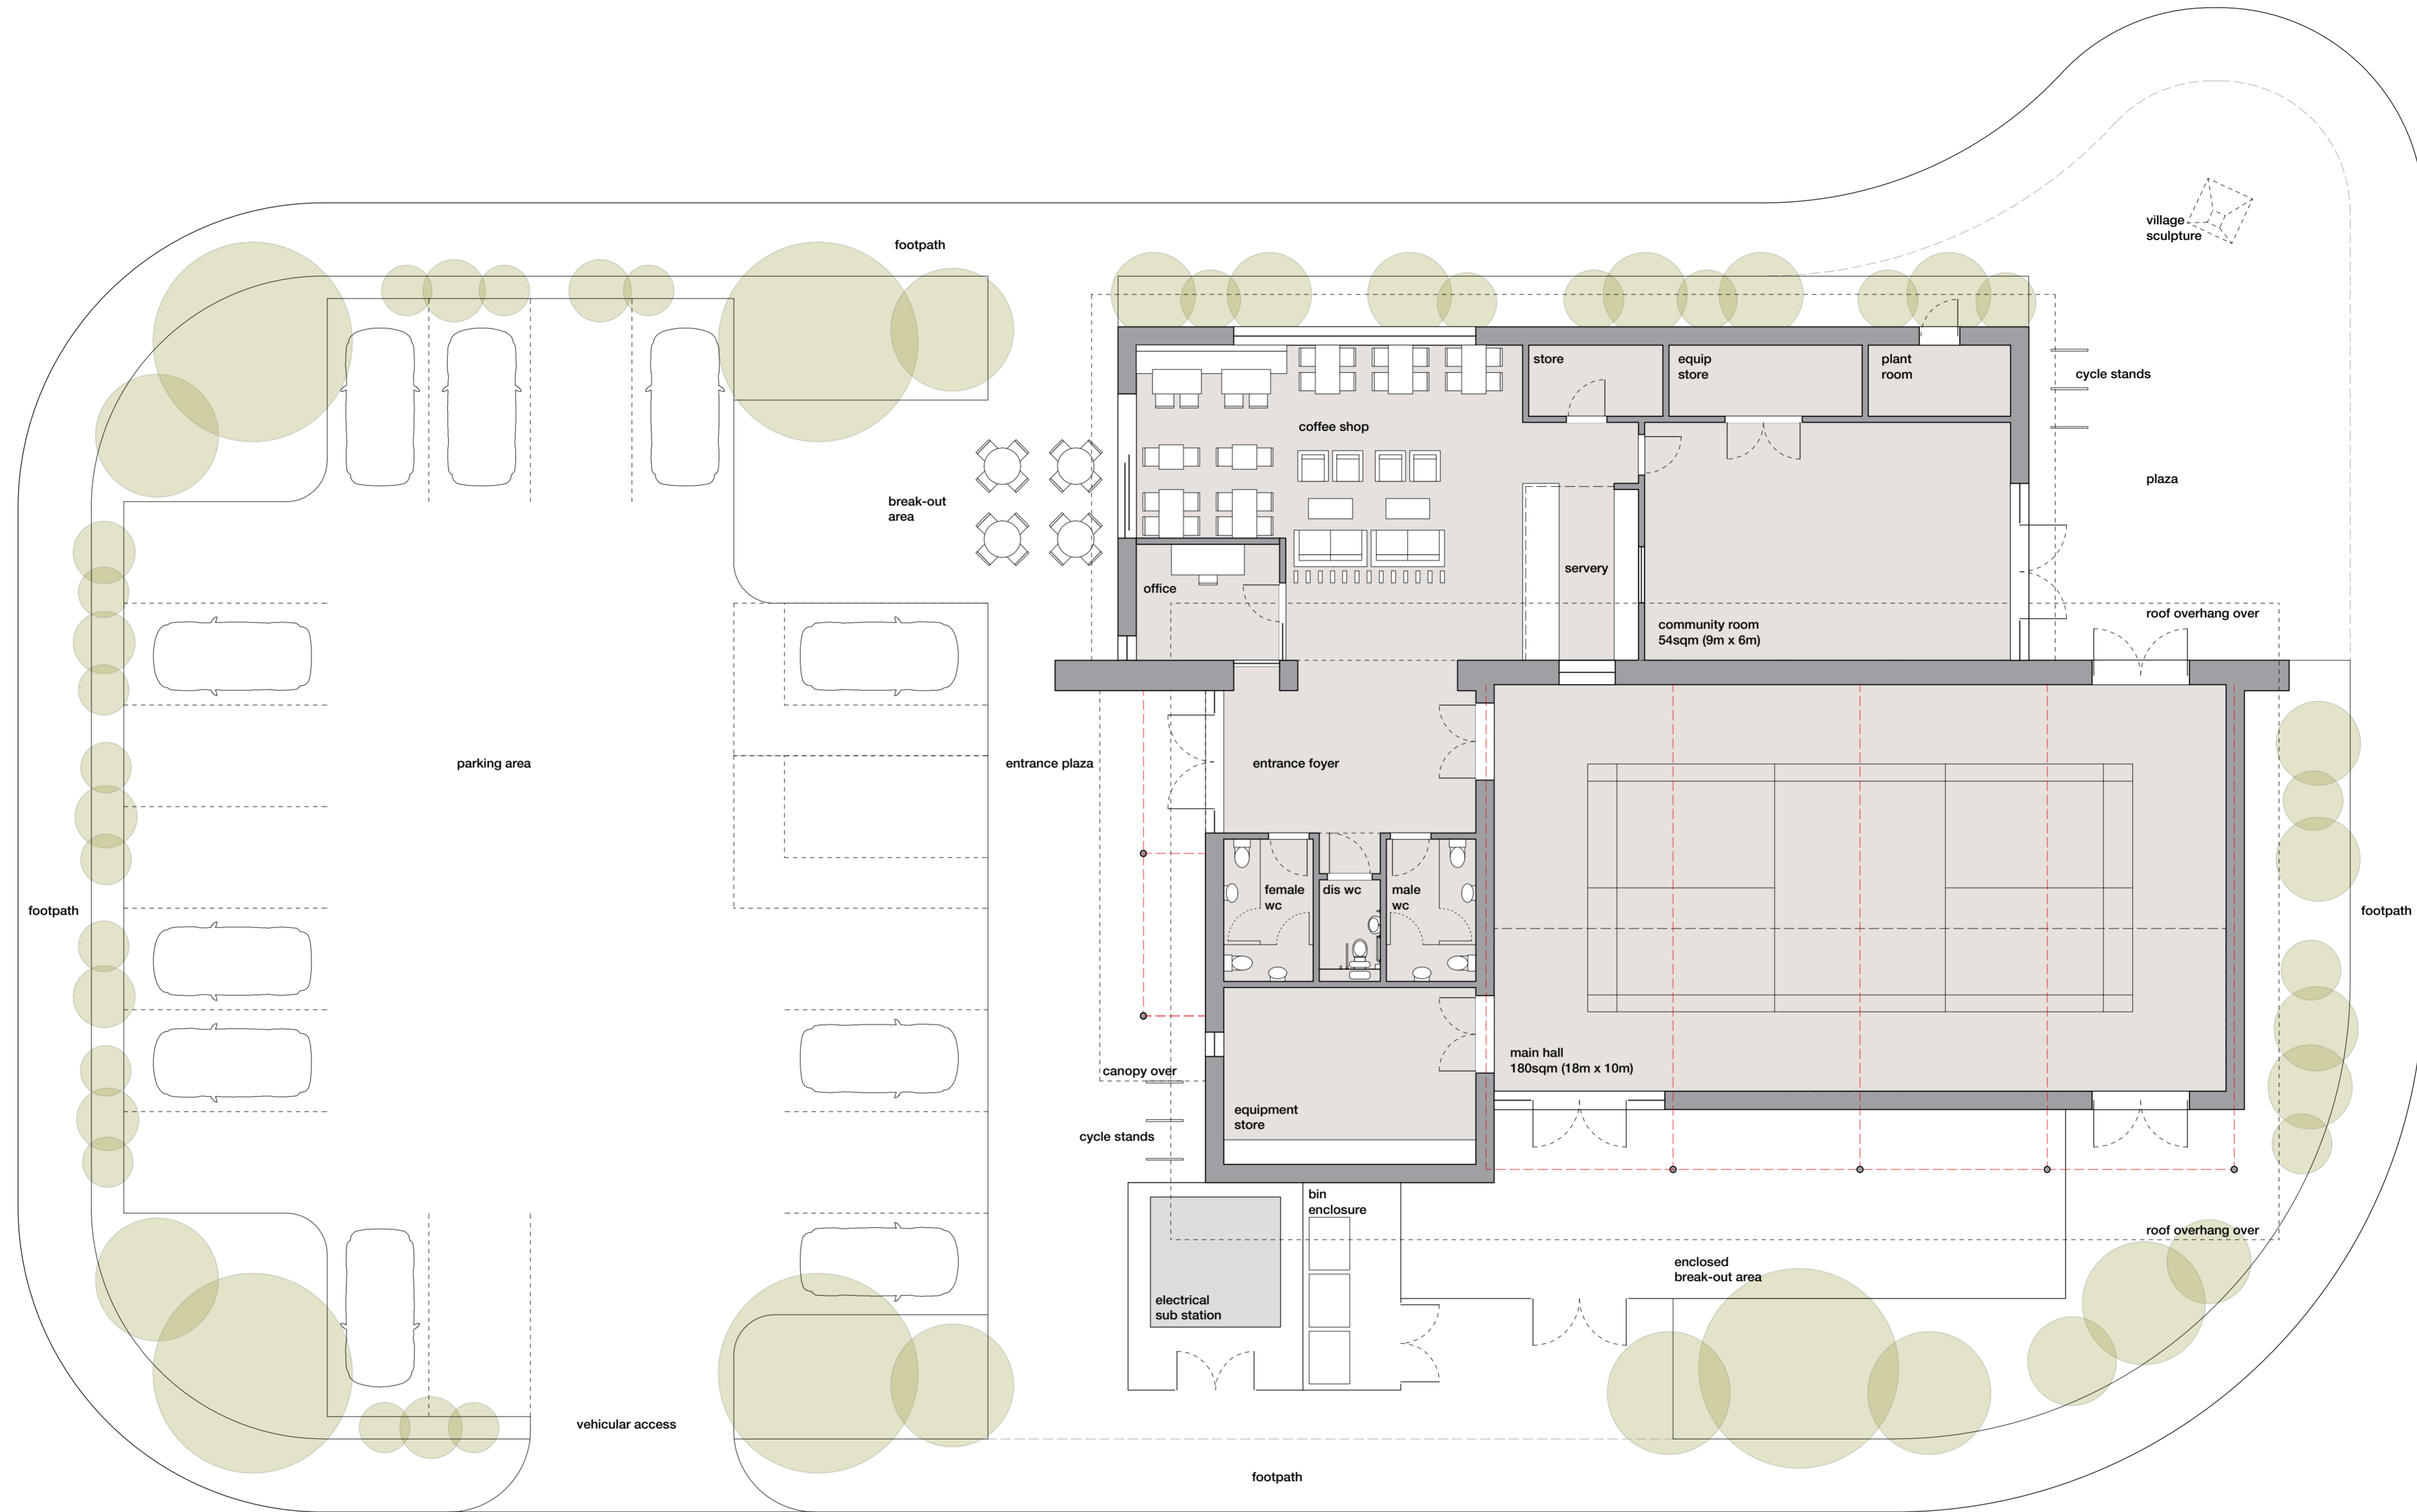 footpath
village
sculpture
store
equip
store
plant
room
cycle stands
coffee shop
plaza
break-out
area
servery
office
roof overhang over
community room
54sqm (9m x 6m)
parking area
entrance plaza
entrance foyer
female
wc
dis wc
male
wc
footpath
footpath
main hall
180sqm (18m x 10m)
canopy over
equipment
store
cycle stands
bin
enclosure
roof overhang over
enclosed
break-out area
electrical
sub station
vehicular access
footpath